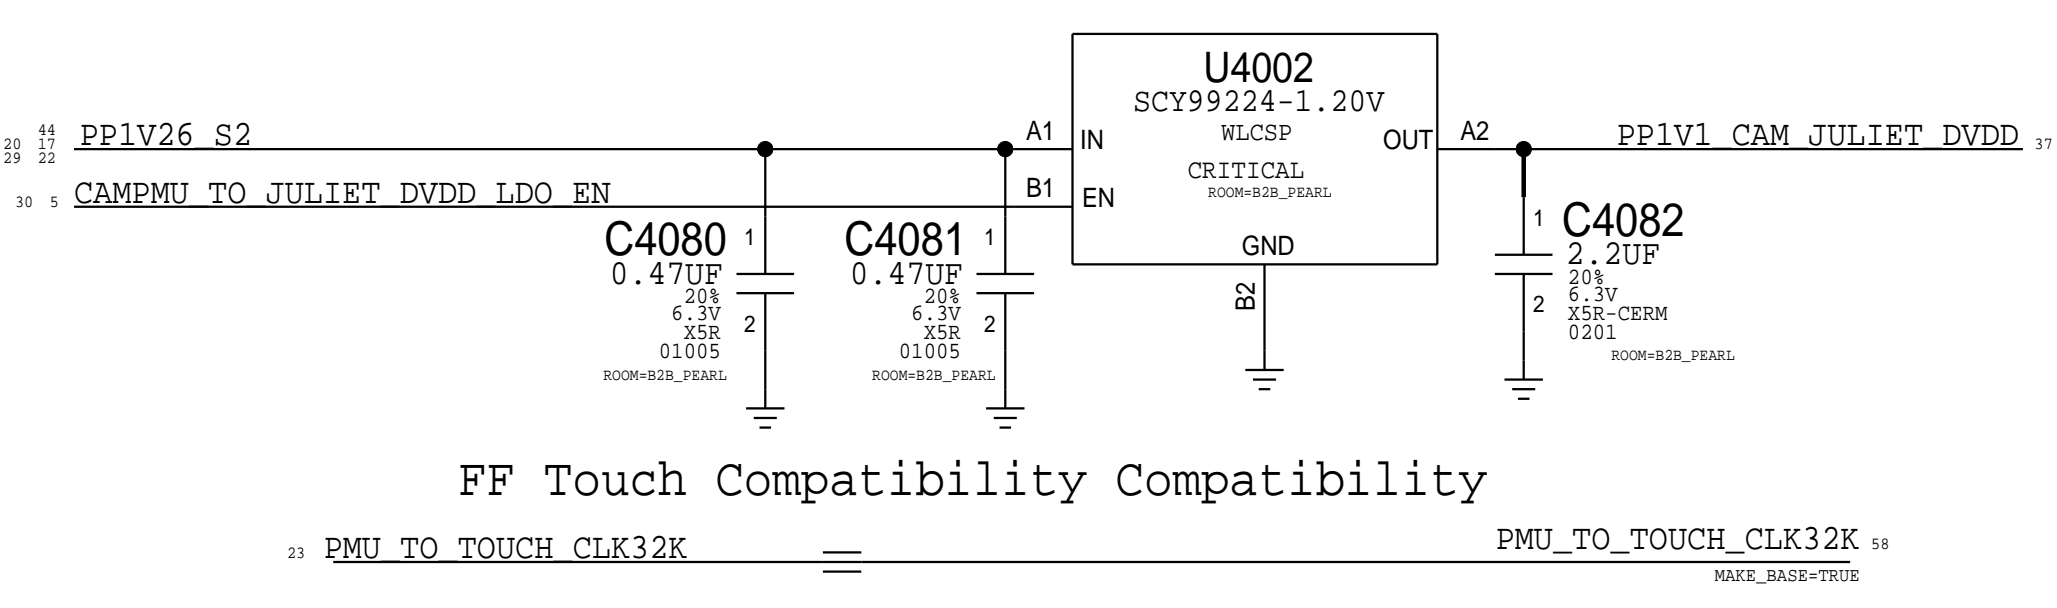 U4002
SCY99224-1.20V
WLCSP
CRITICAL
ROOM=B2B_PEARL
44
20 17
29 22
PP1V26_S2
A1
IN
OUT
A2
PP1V1_CAM_JULIET_DVDD
37
30 5
CAMPMU_TO_JULIET_DVDD_LDO_EN
B1
EN
GND
B2
C4080
1
0.47UF
20%
6.3V
2
X5R
01005
ROOM=B2B_PEARL
C4081
1
0.47UF
20%
6.3V
2
X5R
01005
ROOM=B2B_PEARL
1
C4082
2.2UF
20%
6.3V
2
X5R-CERM
0201
ROOM=B2B_PEARL
FF Touch Compatibility Compatibility
23 PMU_TO_TOUCH_CLK32K
PMU_TO_TOUCH_CLK32K 58
MAKE_BASE=TRUE